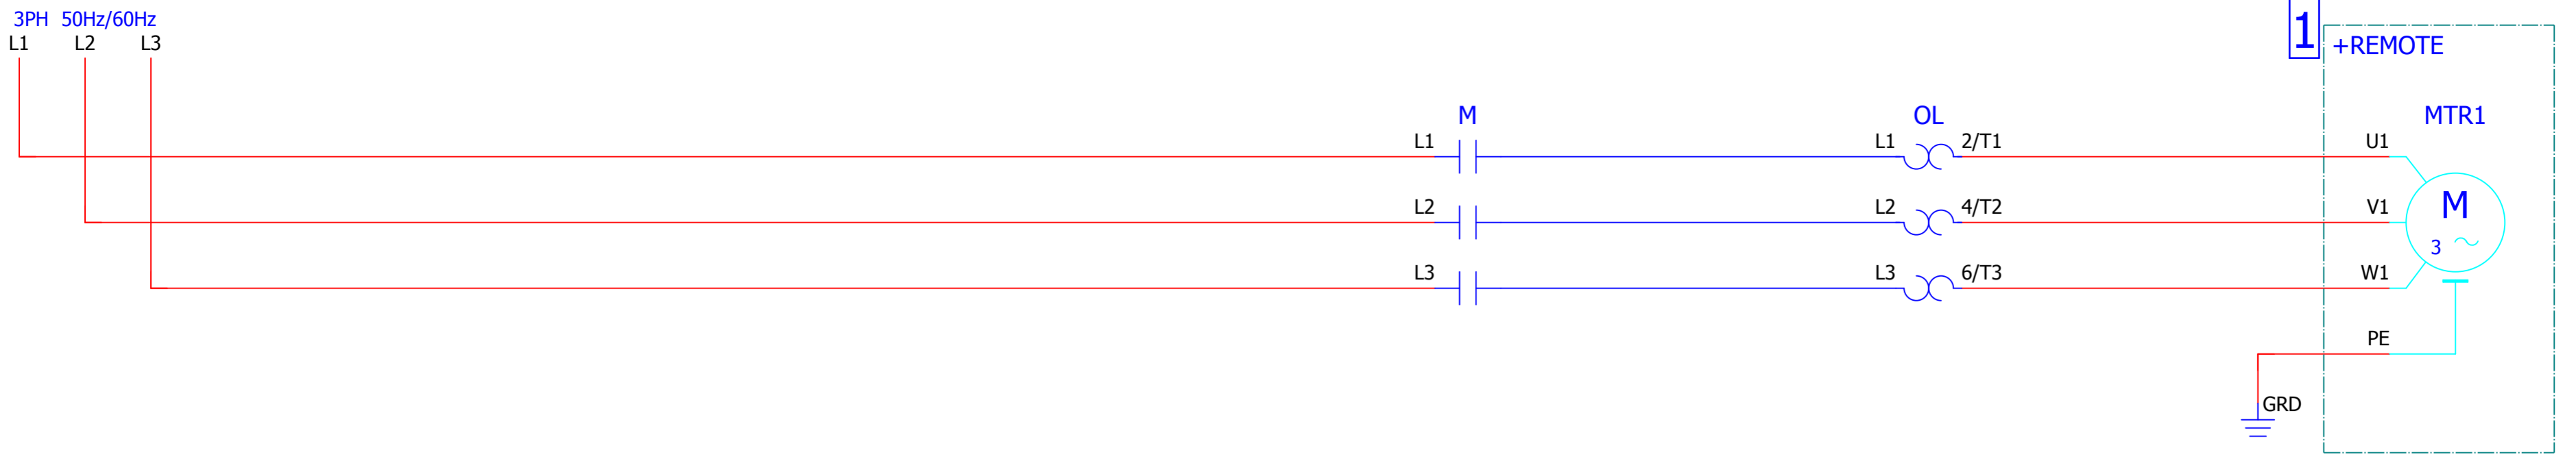 3PH 50Hz/60Hz
L1 L2 L3
1
+REMOTE
M OL MTR1
L1 L1 2/T1 U1
L2 L2 4/T2 V1
M
3
L3 L3 6/T3 W1
PE
GRD